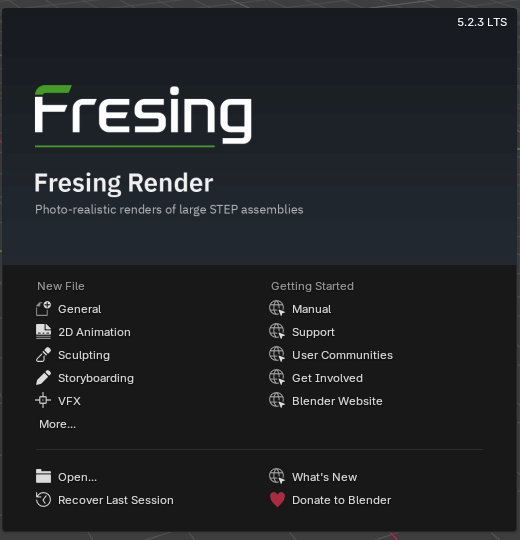 5.2.3 LTS
Fresing
Fresing Render
Photo-realistic renders of large STEP assemblies
New File
General
2D Animation
Sculpting
Storyboarding
VFX
More...
Getting Started
Manual
Support
User Communities
Get Involved
Blender Website
Open...
Recover Last Session
What's New
Donate to Blender